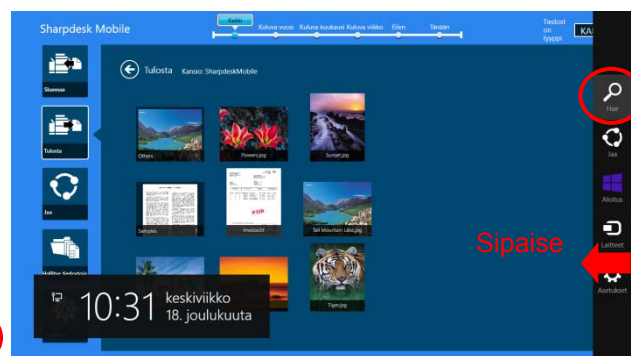 Sharpdesk Mobile
Kaikki
Kuluva vuosi
Kuluva kuukausi
Kuluva viikko
Eilen
Tänään
Tiedost
on
tyyppi
KAI
Skannaa
Tulosta
Jaa
Hallitse tiedostoja
Tulosta
Kansio: SharpdeskMobile
Others
Flowers.jpg
Sunset.jpg
Samples
Invoice.tif
Tall Mountain Lake.jpg
Tiger.jpg
Hae
Jaa
Aloitus
Laitteet
Asetukset
Sipaise
10:31
keskiviikko
18. joulukuuta